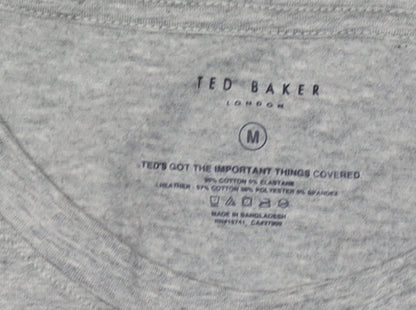 TED BAKER
LONDON
M
TED'S GOT THE IMPORTANT THINGS COVERED
95% COTTON 5% ELASTANE
HEATHER: 57% COTTON 38% POLYESTER 5% SPANDEX
MADE IN BANGLADESH